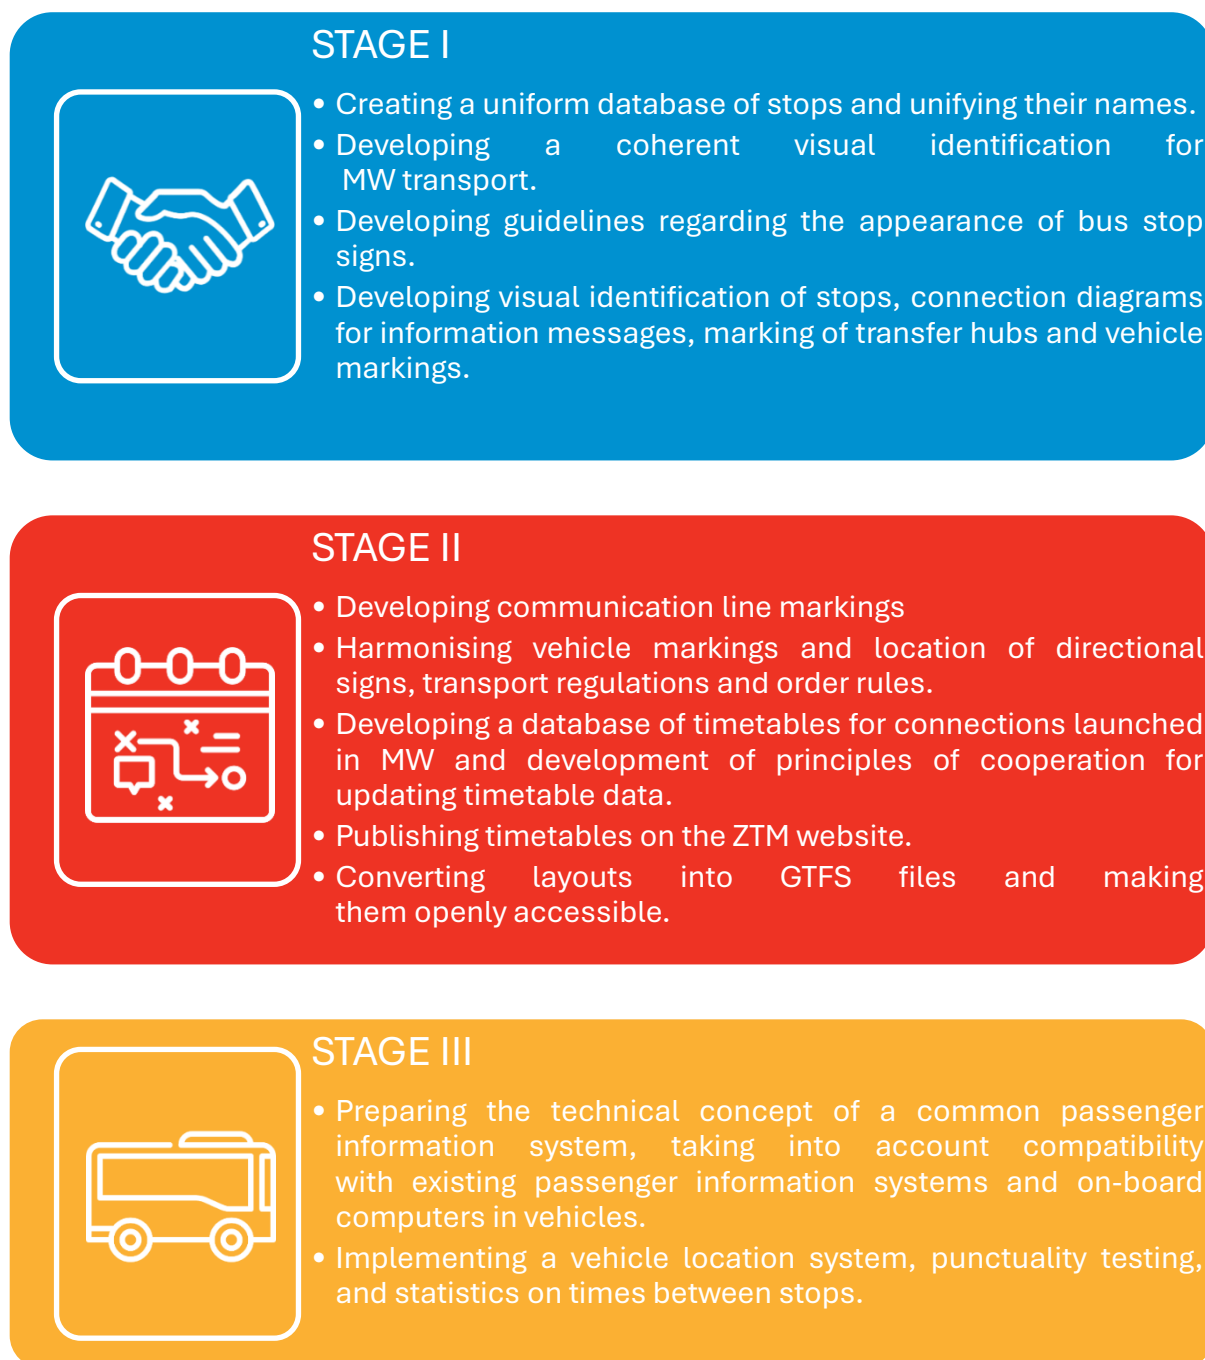 STAGE I
• Creating a uniform database of stops and unifying their names.
• Developing a coherent visual identification for
MW transport.
• Developing guidelines regarding the appearance of bus stop
signs.
• Developing visual identification of stops, connection diagrams
for information messages, marking of transfer hubs and vehicle
markings.
STAGE II
• Developing communication line markings
• Harmonising vehicle markings and location of directional
signs, transport regulations and order rules.
• Developing a database of timetables for connections launched
in MW and development of principles of cooperation for
updating timetable data.
• Publishing timetables on the ZTM website.
• Converting layouts into GTFS files and making
them openly accessible.
STAGE III
• Preparing the technical concept of a common passenger
information system, taking into account compatibility
with existing passenger information systems and on-board
computers in vehicles.
• Implementing a vehicle location system, punctuality testing,
and statistics on times between stops.